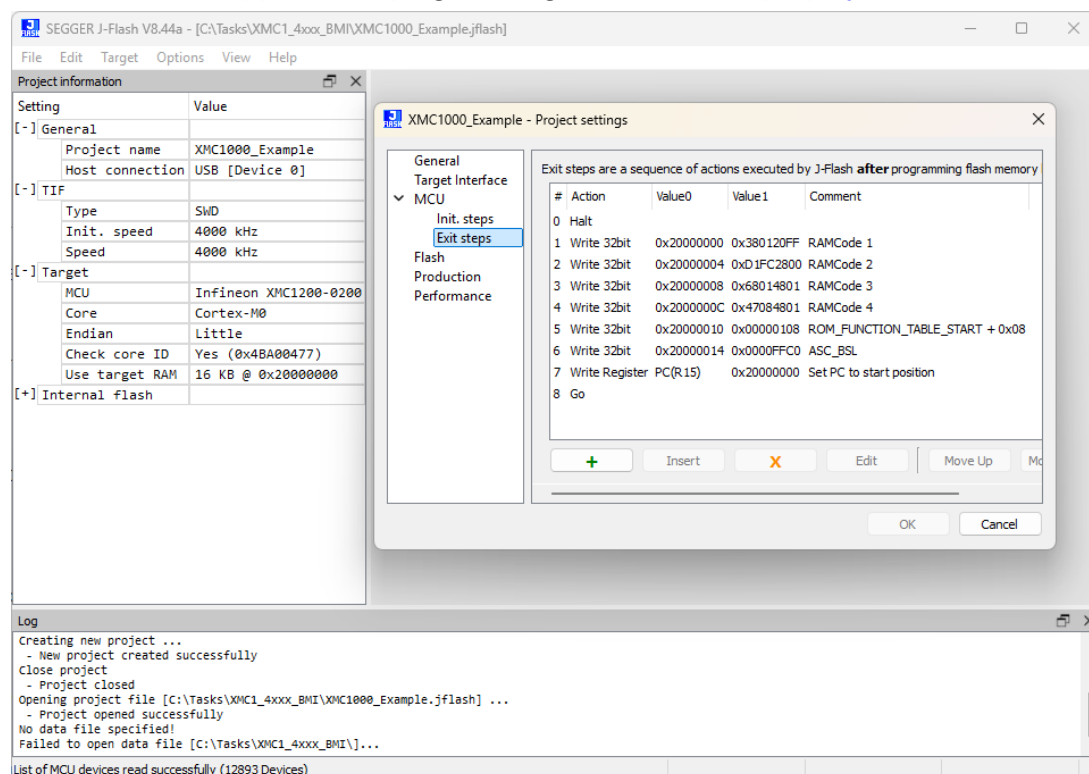 SEGGER J-Flash V8.44a - [C:\Tasks\XMC1_4xxx_BMI\XMC1000_Example.jflash]
File Edit Target Options View Help
Project information
Setting Value
[-] General
Project name XMC1000_Example
Host connection USB [Device 0]
[-] TIF
Type SWD
Init. speed 4000 kHz
Speed 4000 kHz
[-] Target
MCU Infineon XMC1200-0200
Core Cortex-M0
Endian Little
Check core ID Yes (0x4BA00477)
Use target RAM 16 KB @ 0x20000000
[+] Internal flash
XMC1000_Example - Project settings
General
Target Interface
MCU
Init. steps
Exit steps
Flash
Production
Performance
Exit steps are a sequence of actions executed by J-Flash after programming flash memory
# Action Value0 Value1 Comment
0 Halt
1 Write 32bit 0x20000000 0x380120FF RAMCode 1
2 Write 32bit 0x20000004 0xD1FC2800 RAMCode 2
3 Write 32bit 0x20000008 0x68014801 RAMCode 3
4 Write 32bit 0x2000000C 0x47084801 RAMCode 4
5 Write 32bit 0x20000010 0x00000108 ROM_FUNCTION_TABLE_START + 0x08
6 Write 32bit 0x20000014 0x0000FFC0 ASC_BSL
7 Write Register PC(R15) 0x20000000 Set PC to start position
8 Go
+ Insert X Edit Move Up
OK Cancel
Log
Creating new project ...
- New project created successfully
Close project
- Project closed
Opening project file [C:\Tasks\XMC1_4xxx_BMI\XMC1000_Example.jflash] ...
- Project opened successfully
No data file specified!
Failed to open data file [C:\Tasks\XMC1_4xxx_BMI\]...
List of MCU devices read successfully (12893 Devices)